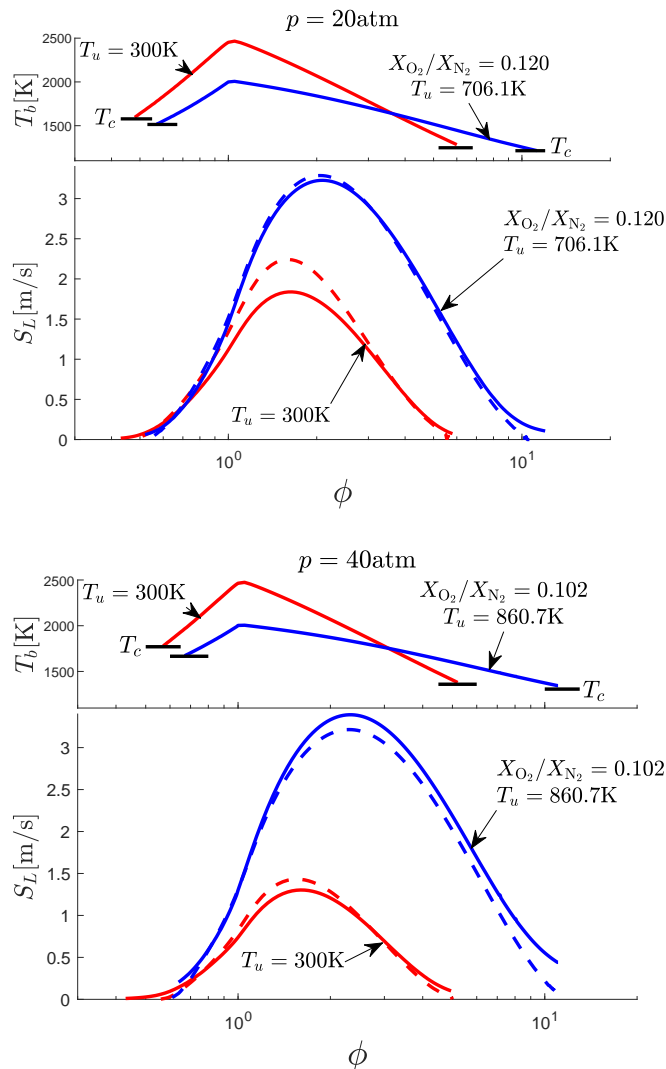 p = 20atm
T_u = 300K
X_O2/X_N2 = 0.120
T_u = 706.1K
T_b[K]
2500
2000
1500
T_c
T_c
X_O2/X_N2 = 0.120
T_u = 706.1K
S_L[m/s]
3
2.5
2
1.5
1
0.5
0
T_u = 300K
10^0
10^1
ϕ
p = 40atm
T_u = 300K
X_O2/X_N2 = 0.102
T_u = 860.7K
T_b[K]
2500
2000
1500
T_c
T_c
X_O2/X_N2 = 0.102
T_u = 860.7K
S_L[m/s]
3
2.5
2
1.5
1
0.5
0
T_u = 300K
10^0
10^1
ϕ